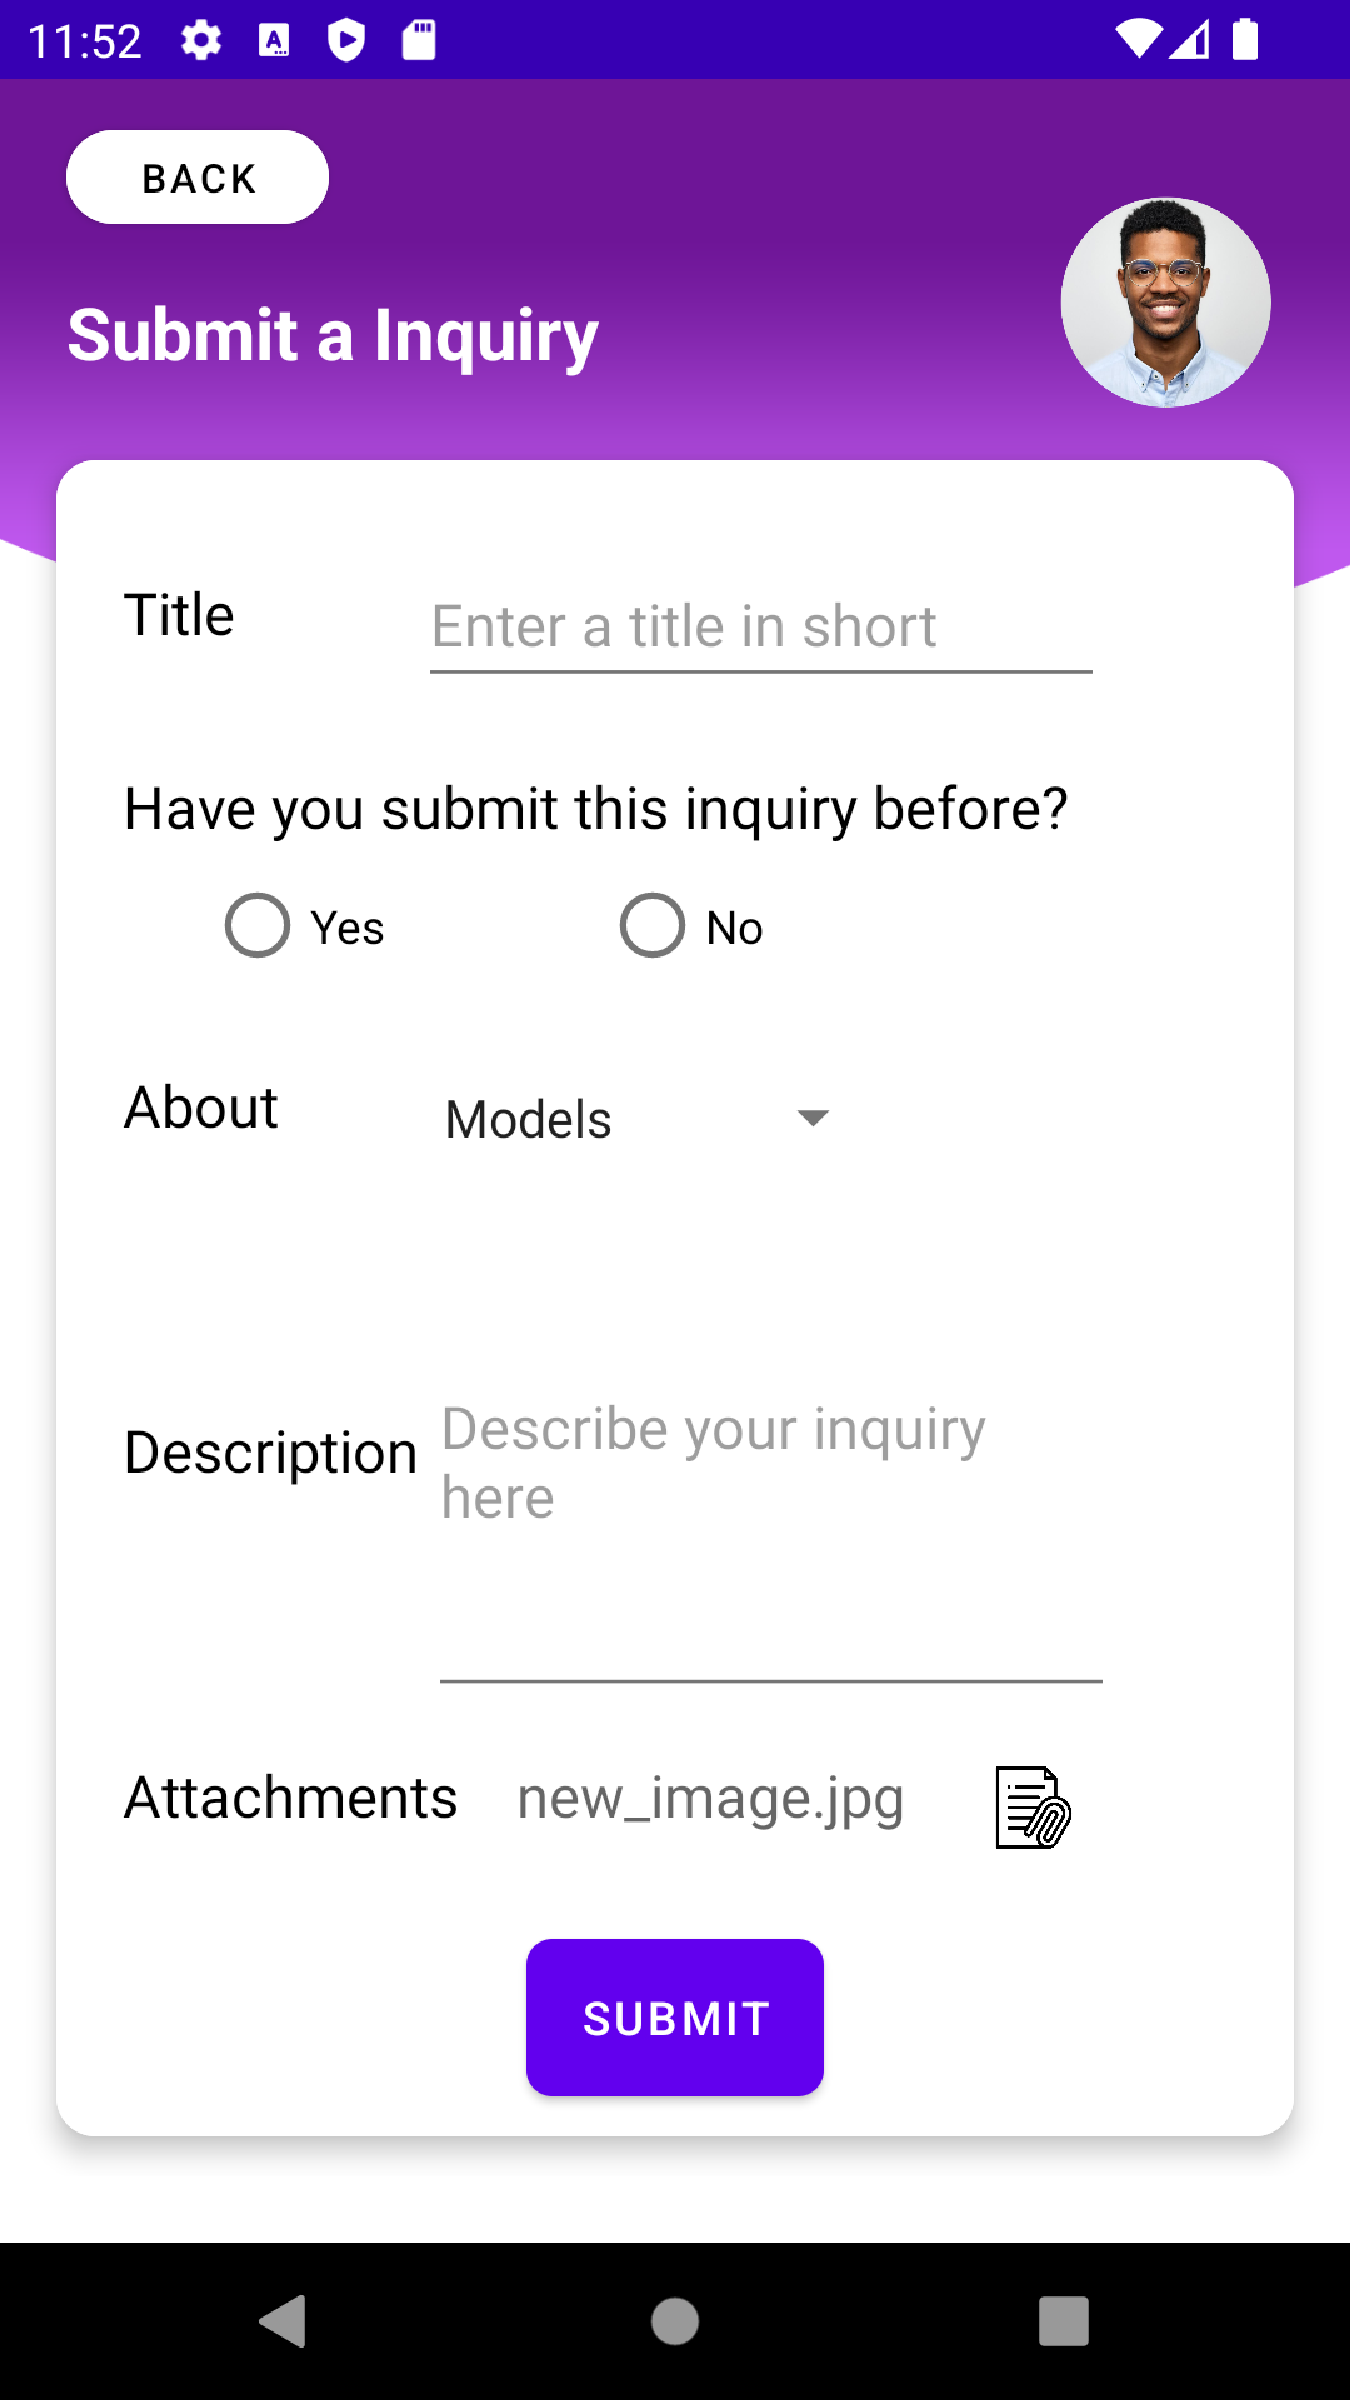 11:52
BACK
Submit a Inquiry
Title
Enter a title in short
Have you submit this inquiry before?
Yes No
About
Models
Description
Describe your inquiry
here
Attachments
new_image.jpg
SUBMIT